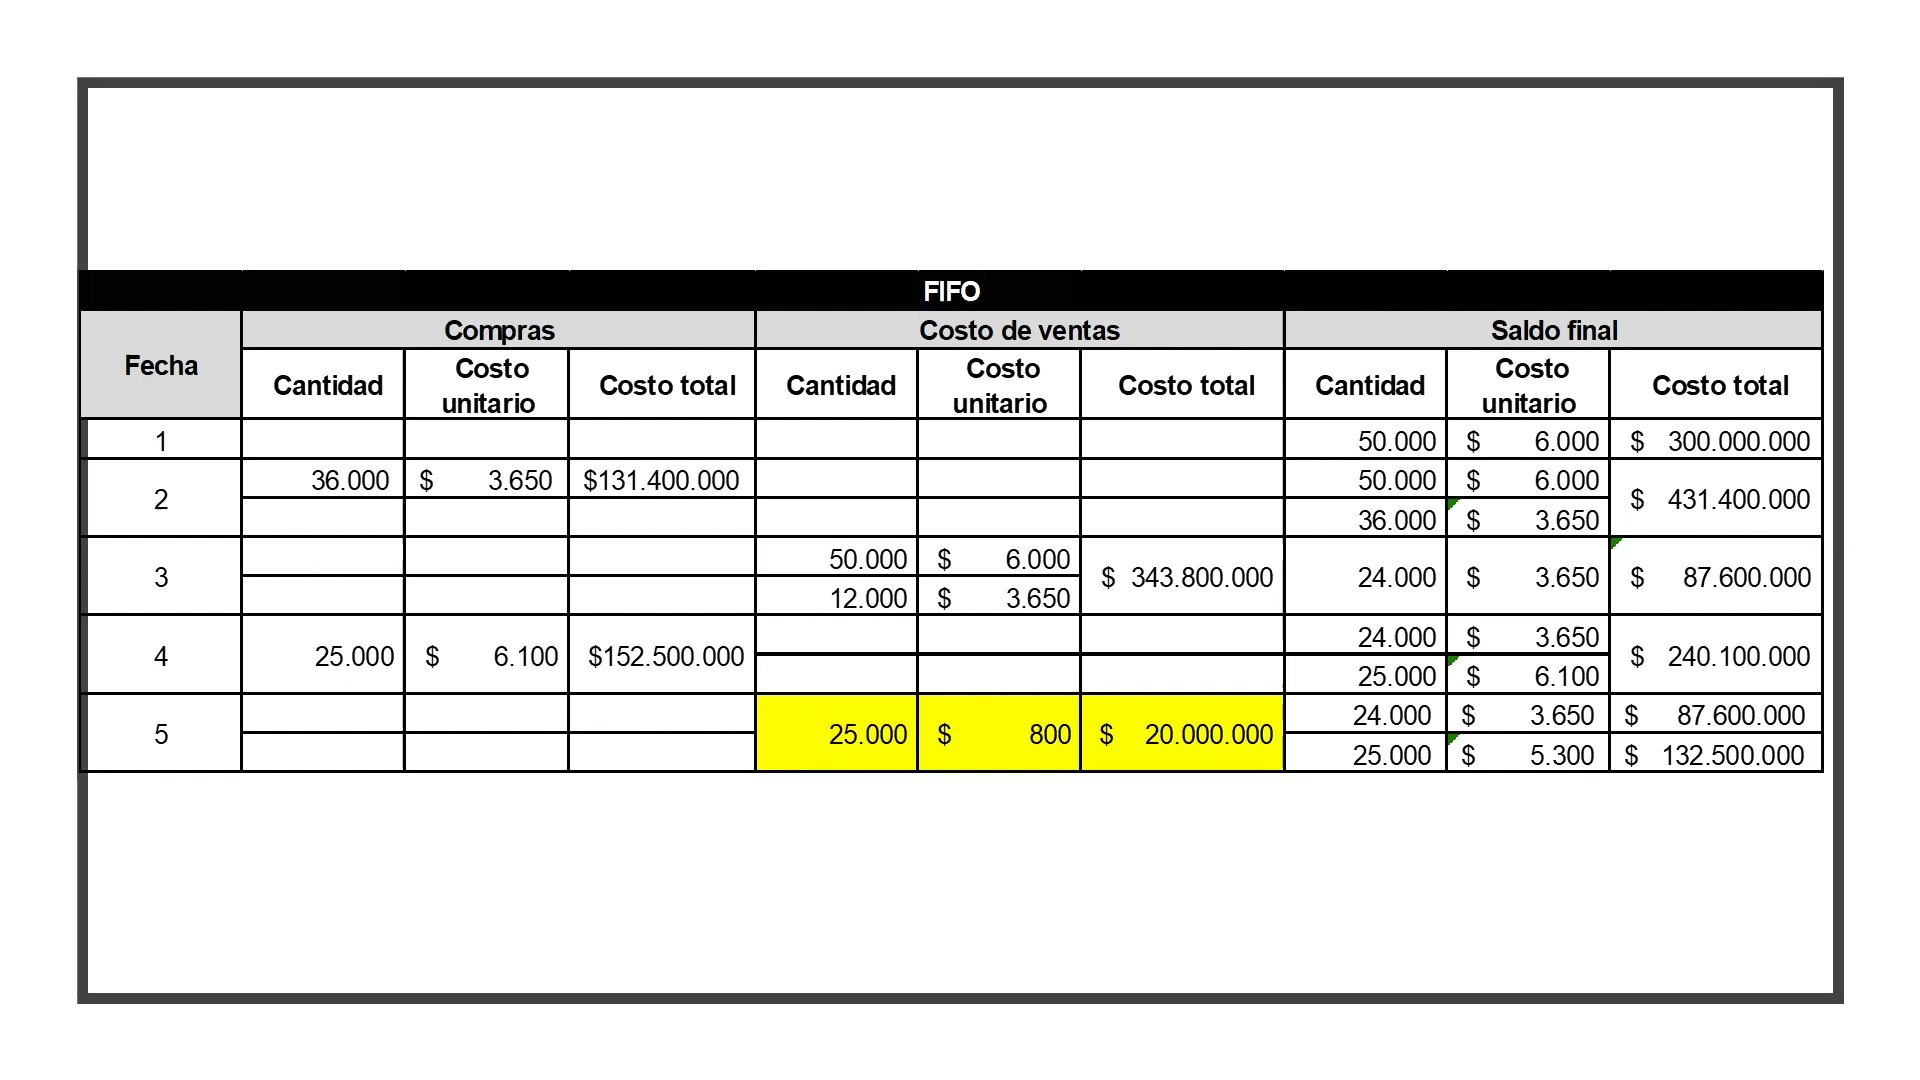 FIFO
Fecha Compras Costo de ventas Saldo final
Cantidad Costo unitario Costo total Cantidad Costo unitario Costo total Cantidad Costo unitario Costo total
1 50.000 $ 6.000 $ 300.000.000
2 36.000 $ 3.650 $131.400.000 50.000 $ 6.000 $ 431.400.000
36.000 $ 3.650
3 50.000 $ 6.000 $ 343.800.000 24.000 $ 3.650 $ 87.600.000
12.000 $ 3.650
4 25.000 $ 6.100 $152.500.000 24.000 $ 3.650 $ 240.100.000
25.000 $ 6.100
5 25.000 $ 800 $ 20.000.000 24.000 $ 3.650 $ 87.600.000
25.000 $ 5.300 $ 132.500.000